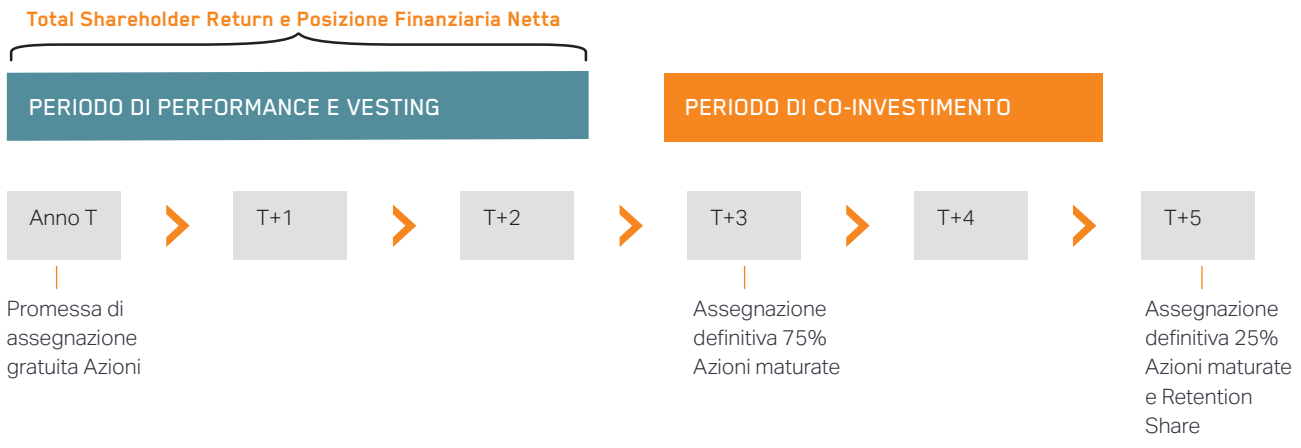 Total Shareholder Return e Posizione Finanziaria Netta
PERIODO DI PERFORMANCE E VESTING
PERIODO DI CO-INVESTIMENTO
Anno T
T+1
T+2
T+3
T+4
T+5
Promessa di
assegnazione
gratuita Azioni
Assegnazione
definitiva 75%
Azioni maturate
Assegnazione
definitiva 25%
Azioni maturate
e Retention
Share